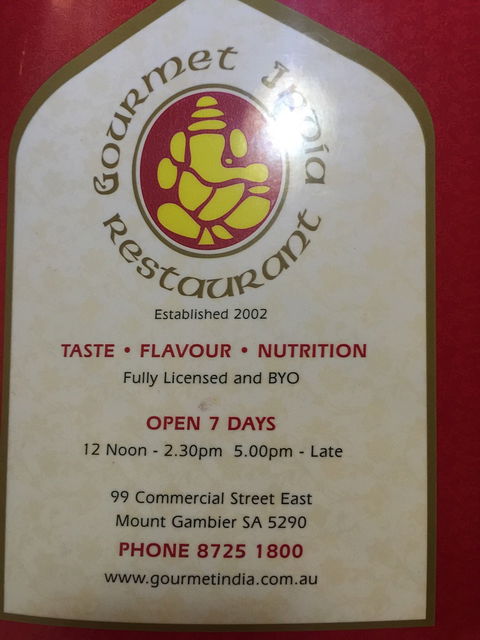 Gourmet India
Restaurant
Established 2002
TASTE • FLAVOUR • NUTRITION
Fully Licensed and BYO
OPEN 7 DAYS
12 Noon - 2.30pm 5.00pm - Late
99 Commercial Street East
Mount Gambier SA 5290
PHONE 8725 1800
www.gourmetindia.com.au